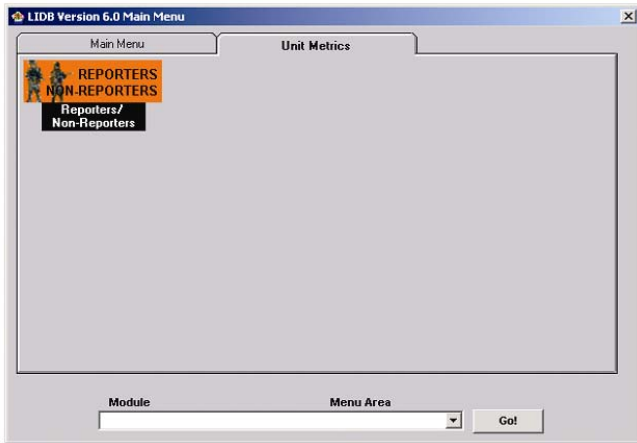 LIDB Version 6.0 Main Menu
Main Menu
Unit Metrics
REPORTERS
NON-REPORTERS
Reporters/
Non-Reporters
Module
Menu Area
Go!